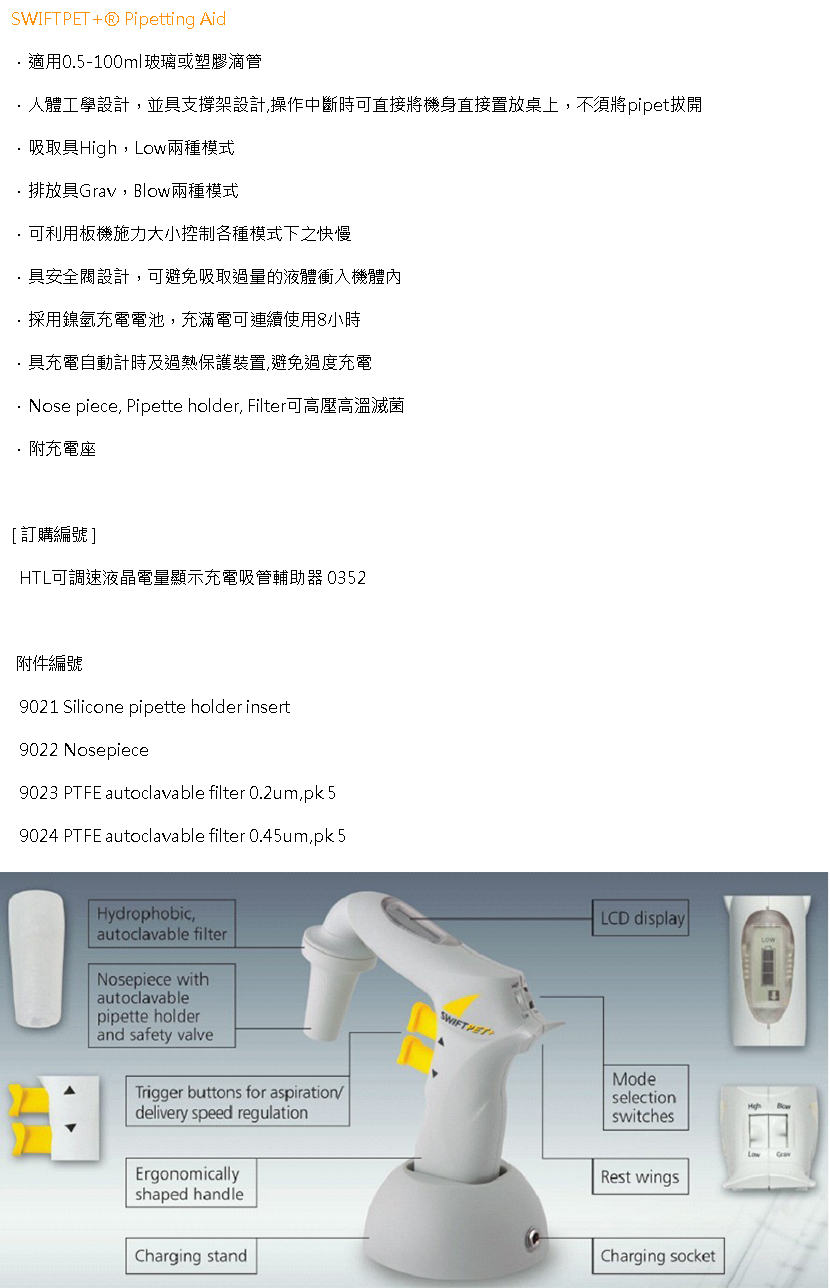 SWIFTPET+® Pipetting Aid
．適用0.5-100ml玻璃或塑膠滴管
．人體工學設計，並具支撐架設計,操作中斷時可直接將機身直接置放桌上，不須將pipet拔開
．吸取具High，Low兩種模式
．排放具Grav，Blow兩種模式
．可利用板機施力大小控制各種模式下之快慢
．具安全閥設計，可避免吸取過量的液體衝入機體內
．採用鎳氫充電電池，充滿電可連續使用8小時
．具充電自動計時及過熱保護裝置,避免過度充電
．Nose piece, Pipette holder, Filter可高壓高溫滅菌
．附充電座
[ 訂購編號 ]
HTL可調速液晶電量顯示充電吸管輔助器 0352
附件編號
9021 Silicone pipette holder insert
9022 Nosepiece
9023 PTFE autoclavable filter 0.2um,pk 5
9024 PTFE autoclavable filter 0.45um,pk 5
Hydrophobic,
autoclavable filter
Nosepiece with
autoclavable
pipette holder
and safety valve
Trigger buttons for aspiration/
delivery speed regulation
Ergonomically
shaped handle
Charging stand
SWIFTPET+
LCD display
Mode
selection
switches
Rest wings
Charging socket
LOW
High Blow
Low Grav